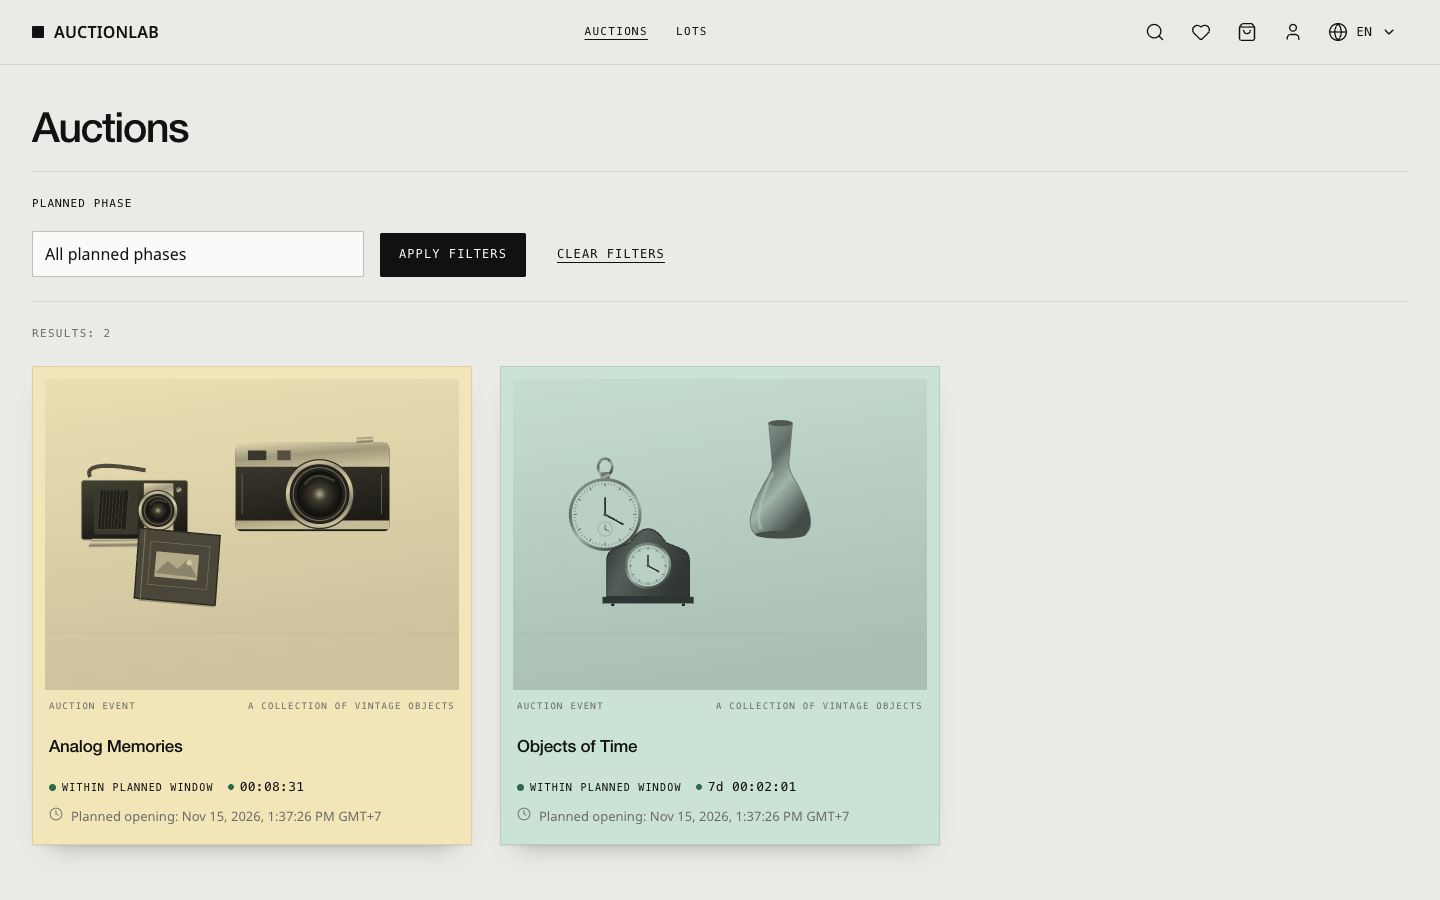 AUCTIONLAB
AUCTIONS
LOTS
EN
Auctions
PLANNED PHASE
All planned phases
APPLY FILTERS
CLEAR FILTERS
RESULTS: 2
AUCTION EVENT
A COLLECTION OF VINTAGE OBJECTS
Analog Memories
WITHIN PLANNED WINDOW
00:08:31
Planned opening: Nov 15, 2026, 1:37:26 PM GMT+7
AUCTION EVENT
A COLLECTION OF VINTAGE OBJECTS
Objects of Time
WITHIN PLANNED WINDOW
7d 00:02:01
Planned opening: Nov 15, 2026, 1:37:26 PM GMT+7